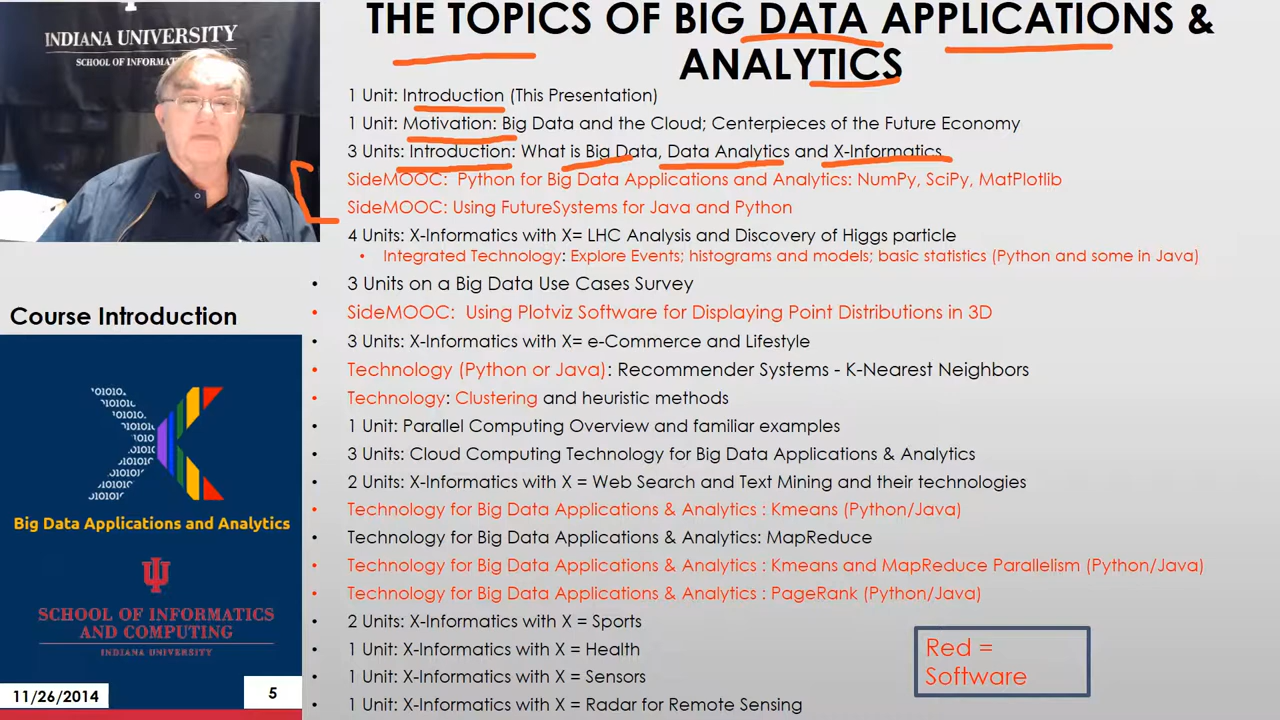 INDIANA UNIVERSITY
THE TOPICS OF BIG DATA APPLICATIONS &
ANALYTICS
1 Unit: Introduction (This Presentation)
1 Unit: Motivation: Big Data and the Cloud; Centerpieces of the Future Economy
3 Units: Introduction: What is Big Data, Data Analytics and X-Informatics
SideMOOC: Python for Big Data Applications and Analytics: NumPy, SciPy, MatPlotlib
SideMOOC: Using FutureSystems for Java and Python
4 Units: X-Informatics with X= LHC Analysis and Discovery of Higgs particle
• Integrated Technology: Explore Events; histograms and models; basic statistics (Python and some in Java)
• 3 Units on a Big Data Use Cases Survey
• SideMOOC: Using Plotviz Software for Displaying Point Distributions in 3D
• 3 Units: X-Informatics with X= e-Commerce and Lifestyle
• Technology (Python or Java): Recommender Systems - K-Nearest Neighbors
• Technology: Clustering and heuristic methods
• 1 Unit: Parallel Computing Overview and familiar examples
• 3 Units: Cloud Computing Technology for Big Data Applications & Analytics
• 2 Units: X-Informatics with X = Web Search and Text Mining and their technologies
• Technology for Big Data Applications & Analytics : Kmeans (Python/Java)
• Technology for Big Data Applications & Analytics: MapReduce
• Technology for Big Data Applications & Analytics : Kmeans and MapReduce Parallelism (Python/Java)
• Technology for Big Data Applications & Analytics : PageRank (Python/Java)
• 2 Units: X-Informatics with X = Sports
• 1 Unit: X-Informatics with X = Health
• 1 Unit: X-Informatics with X = Sensors
• 1 Unit: X-Informatics with X = Radar for Remote Sensing
Red =
Software
Course Introduction
Big Data Applications and Analytics
SCHOOL OF INFORMATICS
AND COMPUTING
INDIANA UNIVERSITY
11/26/2014
5